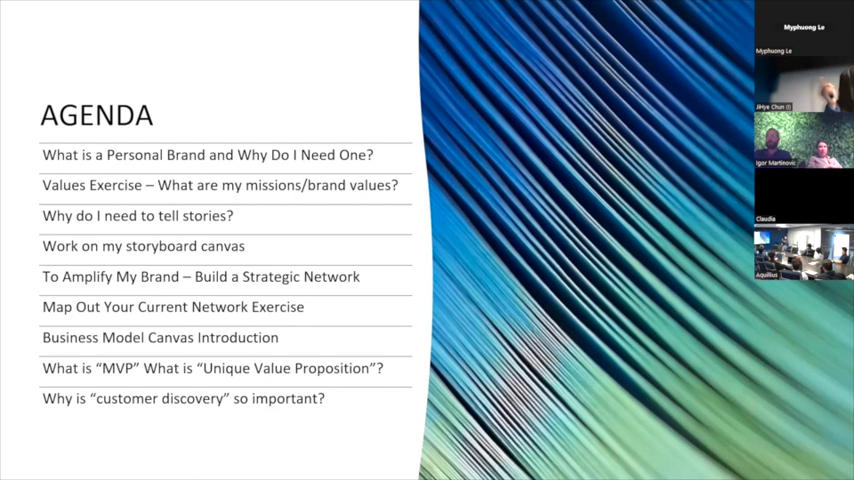 AGENDA
What is a Personal Brand and Why Do I Need One?
Values Exercise – What are my missions/brand values?
Why do I need to tell stories?
Work on my storyboard canvas
To Amplify My Brand – Build a Strategic Network
Map Out Your Current Network Exercise
Business Model Canvas Introduction
What is “MVP” What is “Unique Value Proposition”?
Why is “customer discovery” so important?
Myphuong Le
Myphuong Le
JiHye Chun (I)
Igor Martinovic
Claudia
Aquillius